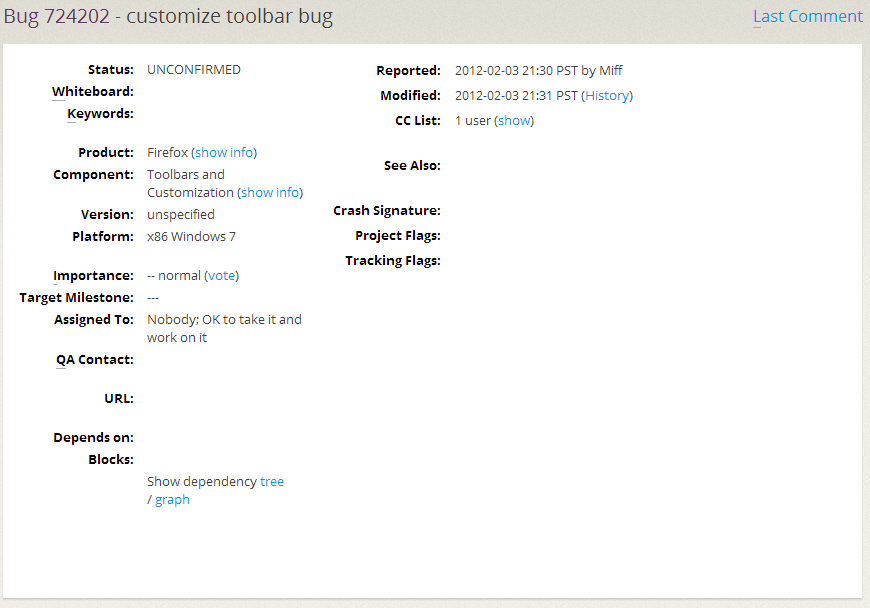 Bug 724202 - customize toolbar bug
Last Comment
Status: UNCONFIRMED
Whiteboard:
Keywords:
Product: Firefox (show info)
Component: Toolbars and
Customization (show info)
Version: unspecified
Platform: x86 Windows 7
Importance: -- normal (vote)
Target Milestone: ---
Assigned To: Nobody; OK to take it and
work on it
QA Contact:
URL:
Depends on:
Blocks:
Show dependency tree
/ graph
Reported: 2012-02-03 21:30 PST by Miff
Modified: 2012-02-03 21:31 PST (History)
CC List: 1 user (show)
See Also:
Crash Signature:
Project Flags:
Tracking Flags: